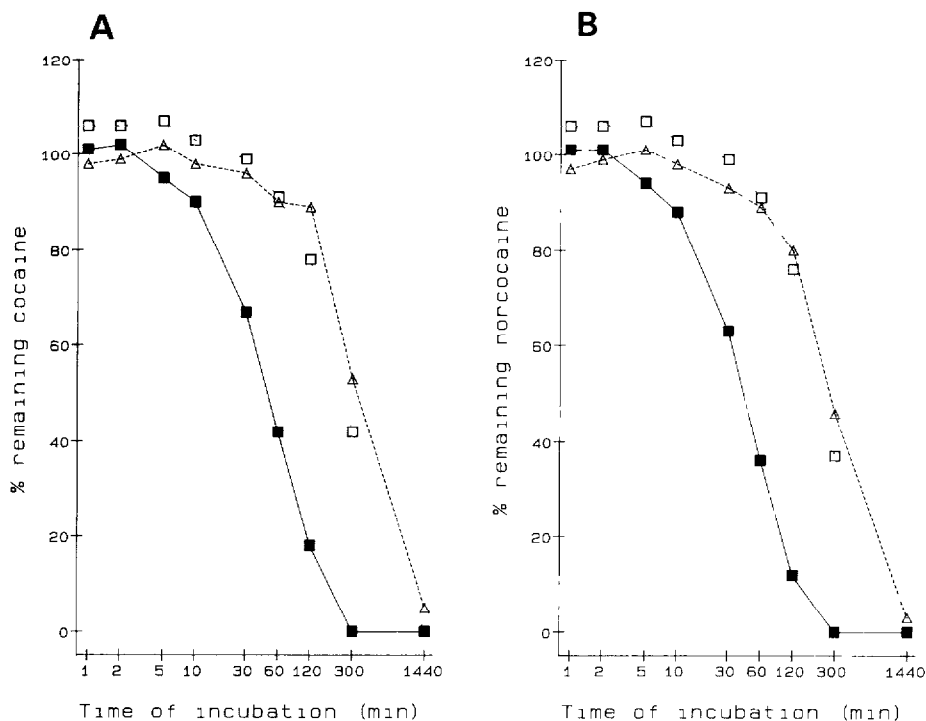 A
120
100
80
60
40
20
0
% remaining cocaine
1 2 5 10 30 60 120 300 1440
Time of incubation (min)
B
120
100
80
60
40
20
0
% remaining norcocaine
1 2 5 10 30 60 120 300 1440
Time of incubation (min)